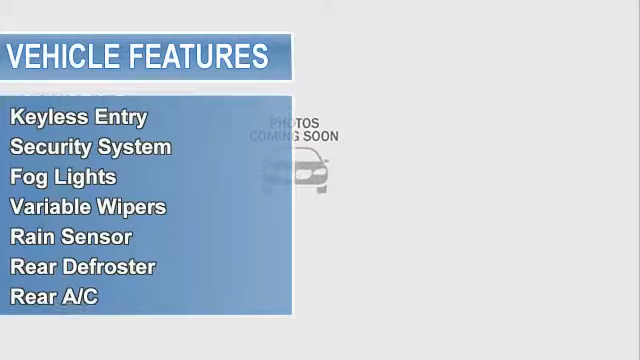 VEHICLE FEATURES
Keyless Entry
Security System
Fog Lights
Variable Wipers
Rain Sensor
Rear Defroster
Rear A/C
PHOTOS
COMING SOON